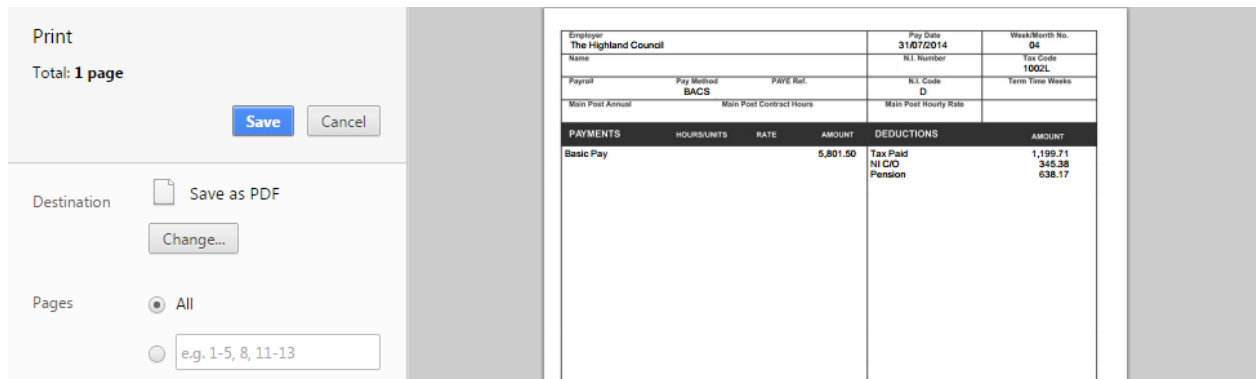 Print
Total: 1 page
Save Cancel
Destination
Save as PDF
Change...
Pages
All
e.g. 1-5, 8, 11-13
Employer Pay Date Week/Month No.
The Highland Council 31/07/2014 04
Name N.I. Number Tax Code
1002L
Payroll Pay Method PAYE Ref. N.I. Code Term Time Weeks
BACS D
Main Post Annual Main Post Contract Hours Main Post Hourly Rate
PAYMENTS HOURS/UNITS RATE AMOUNT DEDUCTIONS AMOUNT
Basic Pay 5,801.50 Tax Paid 1,199.71
NI C/O 345.38
Pension 638.17